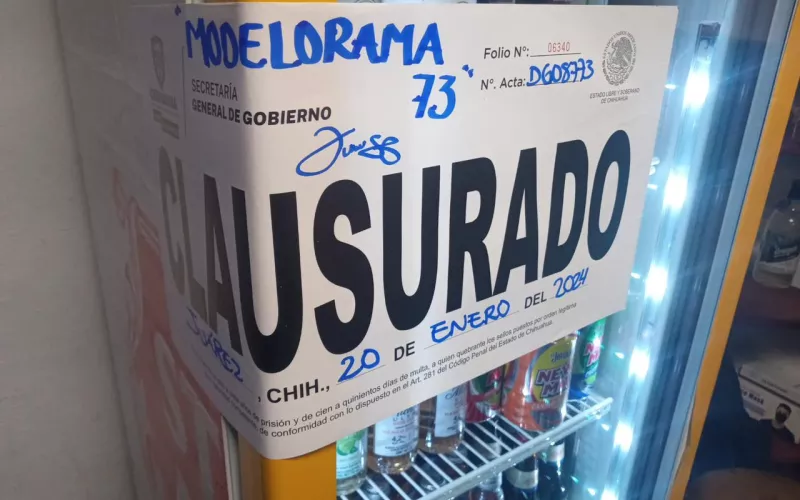 "MODELORAMA
73"
Folio Nº: 06340
Nº. Acta: DG08773
SECRETARÍA
GENERAL DE GOBIERNO
ESTADO LIBRE Y SOBERANO
DE CHIHUAHUA
CLAUSURADO
JUÁREZ, CHIH., 20 DE ENERO DEL 2024
de prisión y de cien a quinientos días de multa, a quien quebrante los sellos puestos por orden legítima
de conformidad con lo dispuesto en el Art. 281 del Código Penal del Estado de Chihuahua.